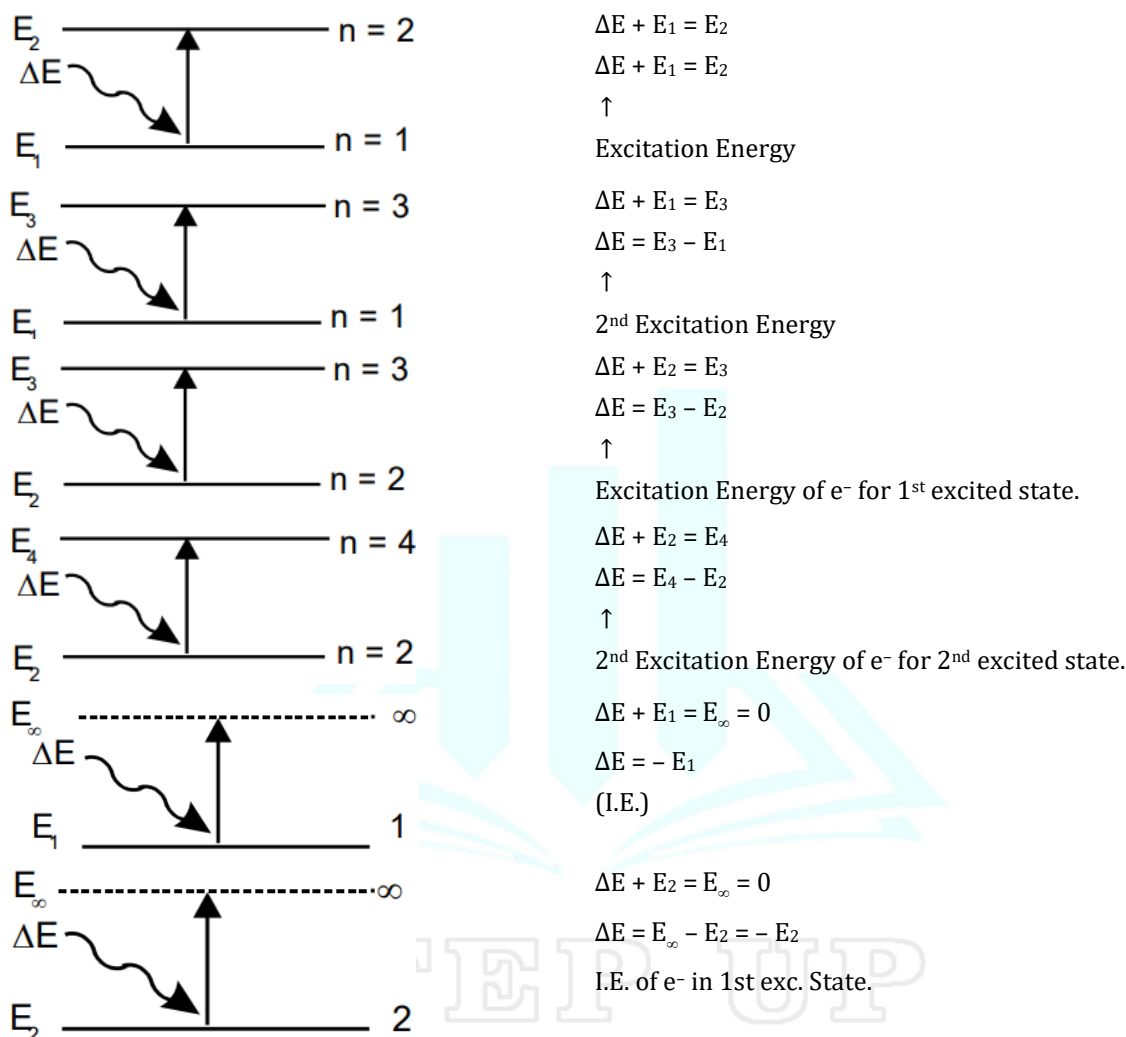 E₂ n = 2 ΔE + E₁ = E₂
ΔE ΔE + E₁ = E₂
↑
E₁ n = 1 Excitation Energy
E₃ n = 3 ΔE + E₁ = E₃
ΔE ΔE = E₃ – E₁
↑
E₁ n = 1 2ⁿᵈ Excitation Energy
E₃ n = 3 ΔE + E₂ = E₃
ΔE ΔE = E₃ – E₂
↑
E₂ n = 2 Excitation Energy of e⁻ for 1ˢᵗ excited state.
E₄ n = 4 ΔE + E₂ = E₄
ΔE ΔE = E₄ – E₂
↑
E₂ n = 2 2ⁿᵈ Excitation Energy of e⁻ for 2ⁿᵈ excited state.
E∞ ∞ ΔE + E₁ = E∞ = 0
ΔE ΔE = – E₁
(I.E.)
E₁ 1
E∞ ∞ ΔE + E₂ = E∞ = 0
ΔE ΔE = E∞ – E₂ = – E₂
I.E. of e⁻ in 1st exc. State.
E₂ 2
TEP UP